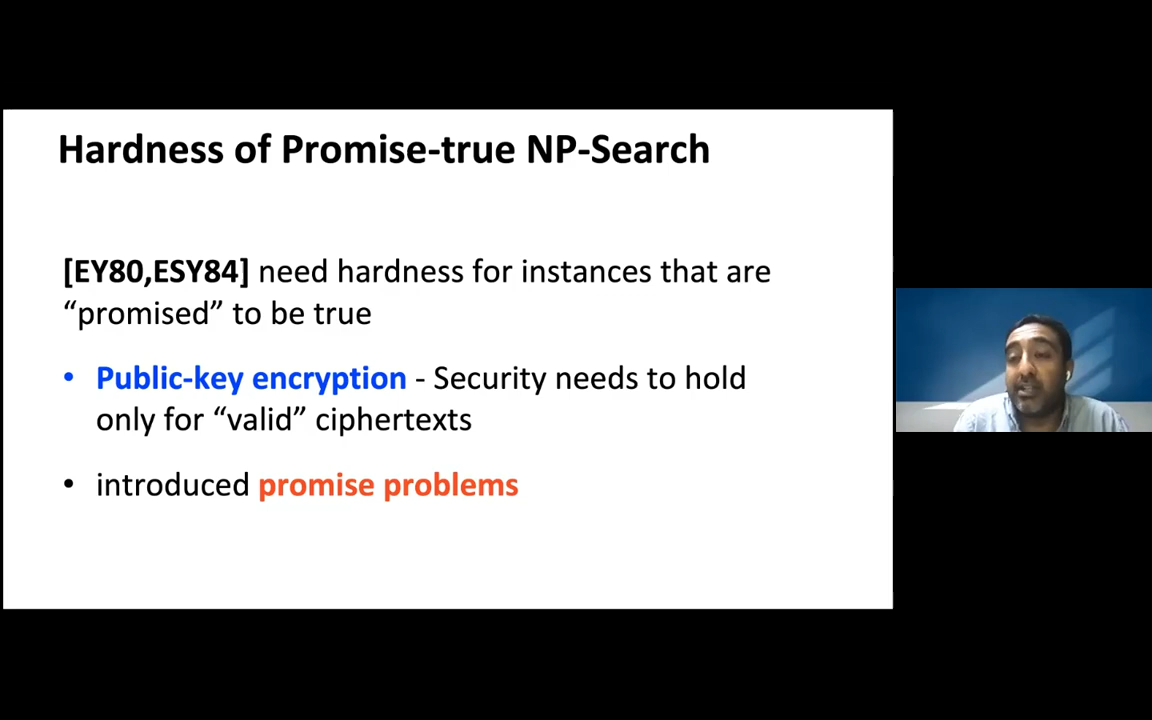 Hardness of Promise-true NP-Search
[EY80,ESY84] need hardness for instances that are
“promised” to be true
• Public-key encryption - Security needs to hold
only for “valid” ciphertexts
• introduced promise problems